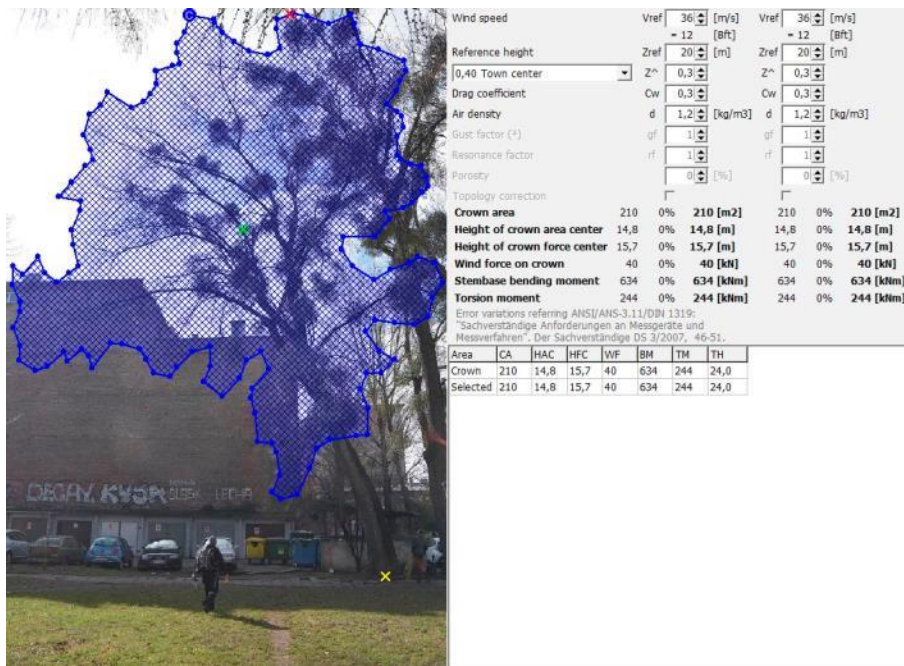 Wind speed Vref 36 [m/s] Vref 36 [m/s]
= 12 [Bft] = 12 [Bft]
Reference height Zref 20 [m] Zref 20 [m]
0,40 Town center Z^ 0,3 Z^ 0,3
Drag coefficient Cw 0,3 Cw 0,3
Air density d 1,2 [kg/m3] d 1,2 [kg/m3]
Gust factor (²) gf 1 gf 1
Resonance factor rf 1 rf 1
Porosity 0 [%] 0 [%]
Topology correction
Crown area 210 0% 210 [m2] 210 0% 210 [m2]
Height of crown area center 14,8 0% 14,8 [m] 14,8 0% 14,8 [m]
Height of crown force center 15,7 0% 15,7 [m] 15,7 0% 15,7 [m]
Wind force on crown 40 0% 40 [kN] 40 0% 40 [kN]
Stembase bending moment 634 0% 634 [kNm] 634 0% 634 [kNm]
Torsion moment 244 0% 244 [kNm] 244 0% 244 [kNm]
Error variations referring ANSI/ANS-3.11/DIN 1319:
"Sachverständige Anforderungen an Messgeräte und
Messverfahren". Der Sachverständige DS 3/2007, 46-51.
Area CA HAC HFC WF BM TM TH
Crown 210 14,8 15,7 40 634 244 24,0
Selected 210 14,8 15,7 40 634 244 24,0
LECHA